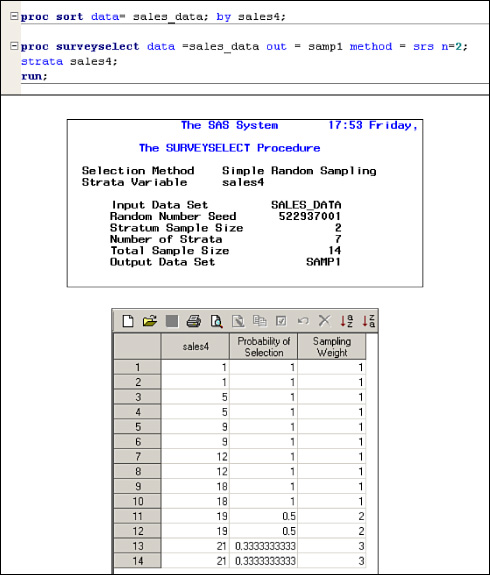 proc sort data= sales_data; by sales4;
proc surveyselect data =sales_data out = samp1 method = srs n=2;
strata sales4;
run;
The SAS System 17:53 Friday,
The SURVEYSELECT Procedure
Selection Method Simple Random Sampling
Strata Variable sales4
Input Data Set SALES_DATA
Random Number Seed 522937001
Stratum Sample Size 2
Number of Strata 7
Total Sample Size 14
Output Data Set SAMP1
sales4 Probability of Selection Sampling Weight
1 1 1 1
2 1 1 1
3 5 1 1
4 5 1 1
5 9 1 1
6 9 1 1
7 12 1 1
8 12 1 1
9 18 1 1
10 18 1 1
11 19 0.5 2
12 19 0.5 2
13 21 0.3333333333 3
14 21 0.3333333333 3